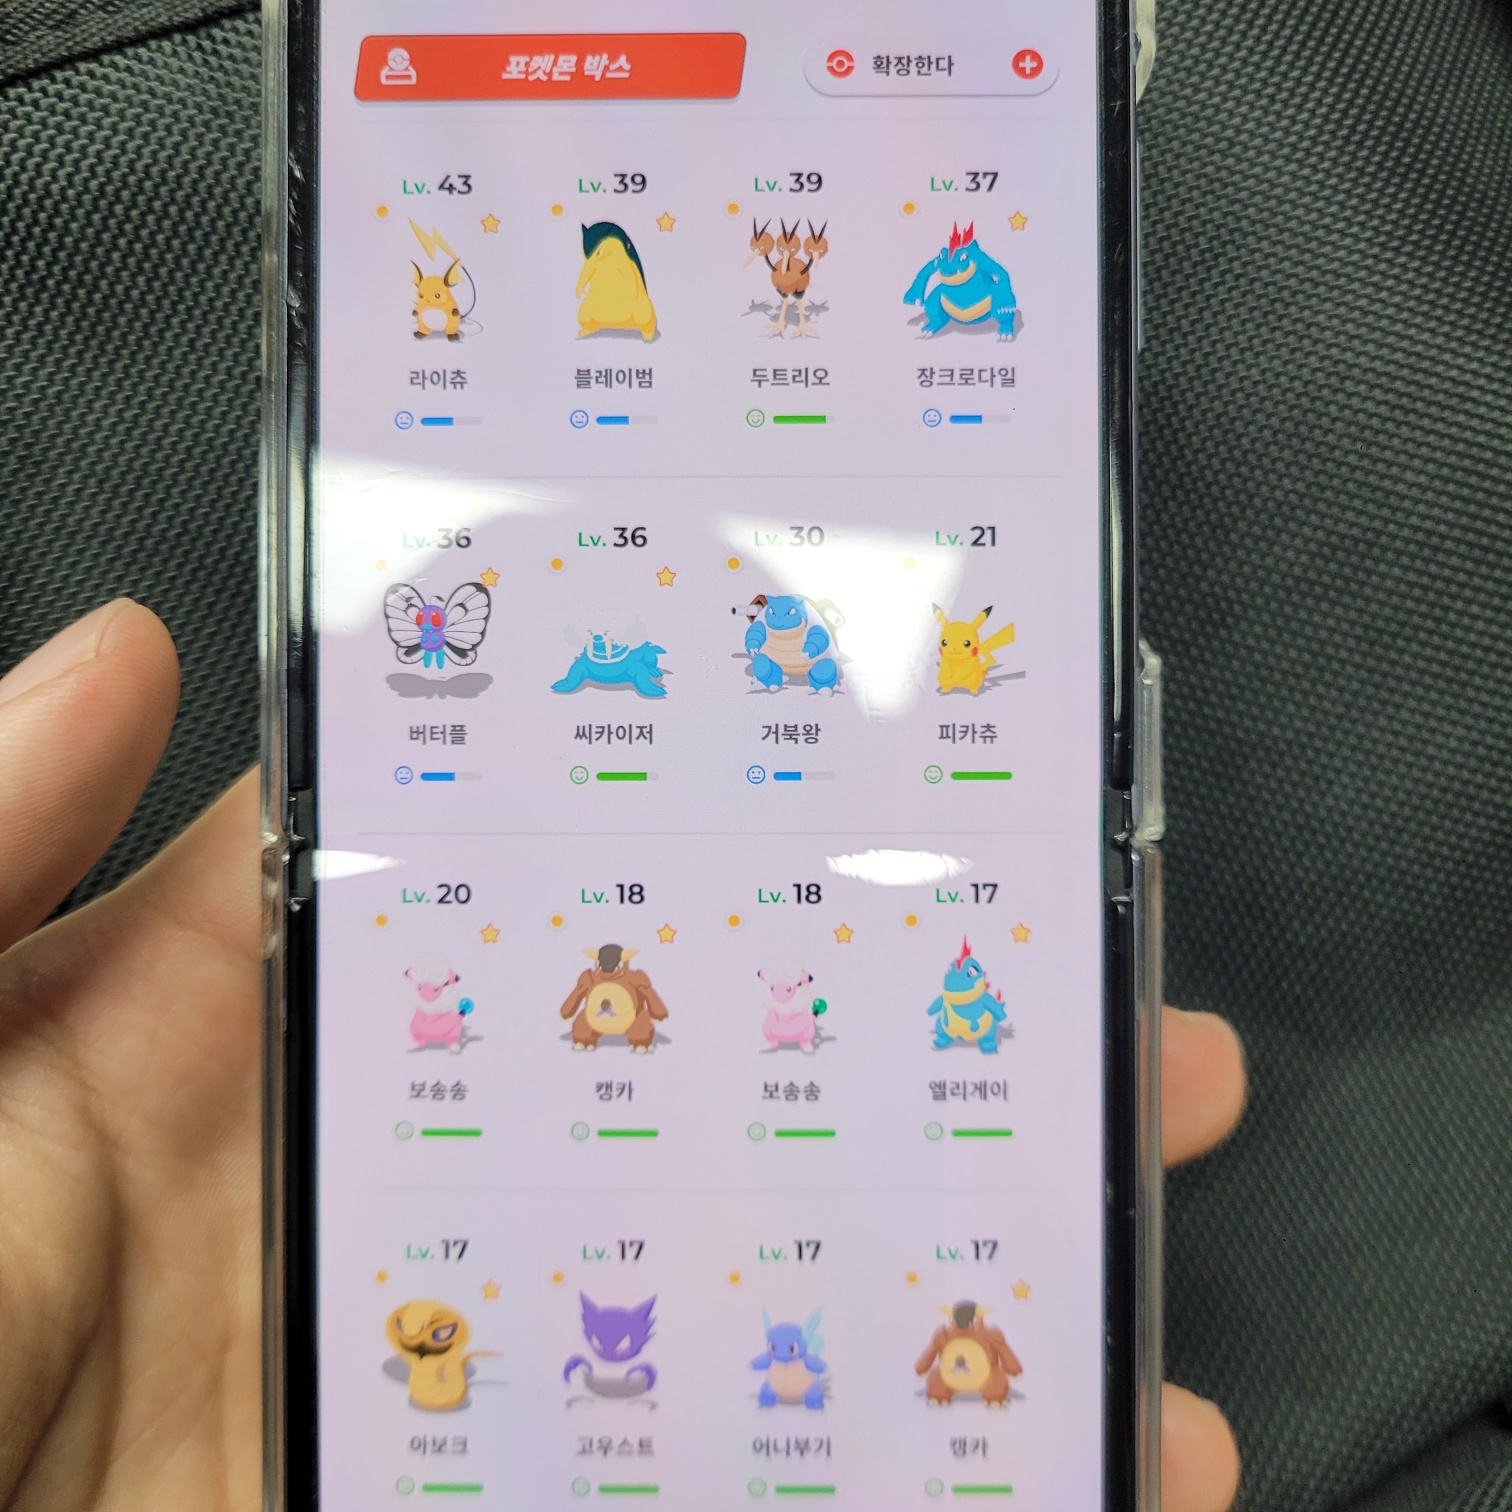 포켓몬 박스 확장한다
Lv. 43 Lv. 39 Lv. 39 Lv. 37
라이츄 블레이범 두트리오 장크로다일
Lv. 36 Lv. 36 Lv. 30 Lv. 21
버터플 씨카이저 거북왕 피카츄
Lv. 20 Lv. 18 Lv. 18 Lv. 17
보송송 캥카 보송송 엘리게이
Lv. 17 Lv. 17 Lv. 17 Lv. 17
아보크 고우스트 어니부기 캥카